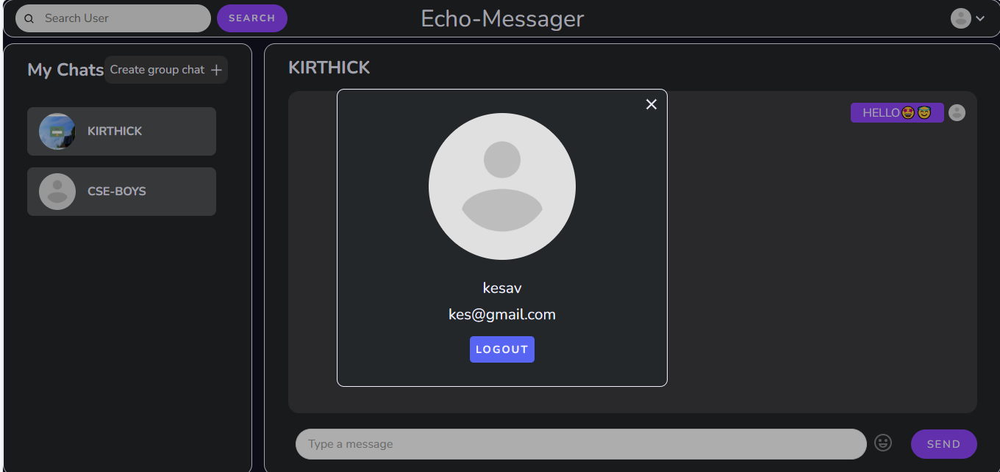 Search User
SEARCH
Echo-Messager
My Chats
Create group chat +
KIRTHICK
CSE-BOYS
KIRTHICK
HELLO🤩😇
kesav
kes@gmail.com
LOGOUT
Type a message
SEND